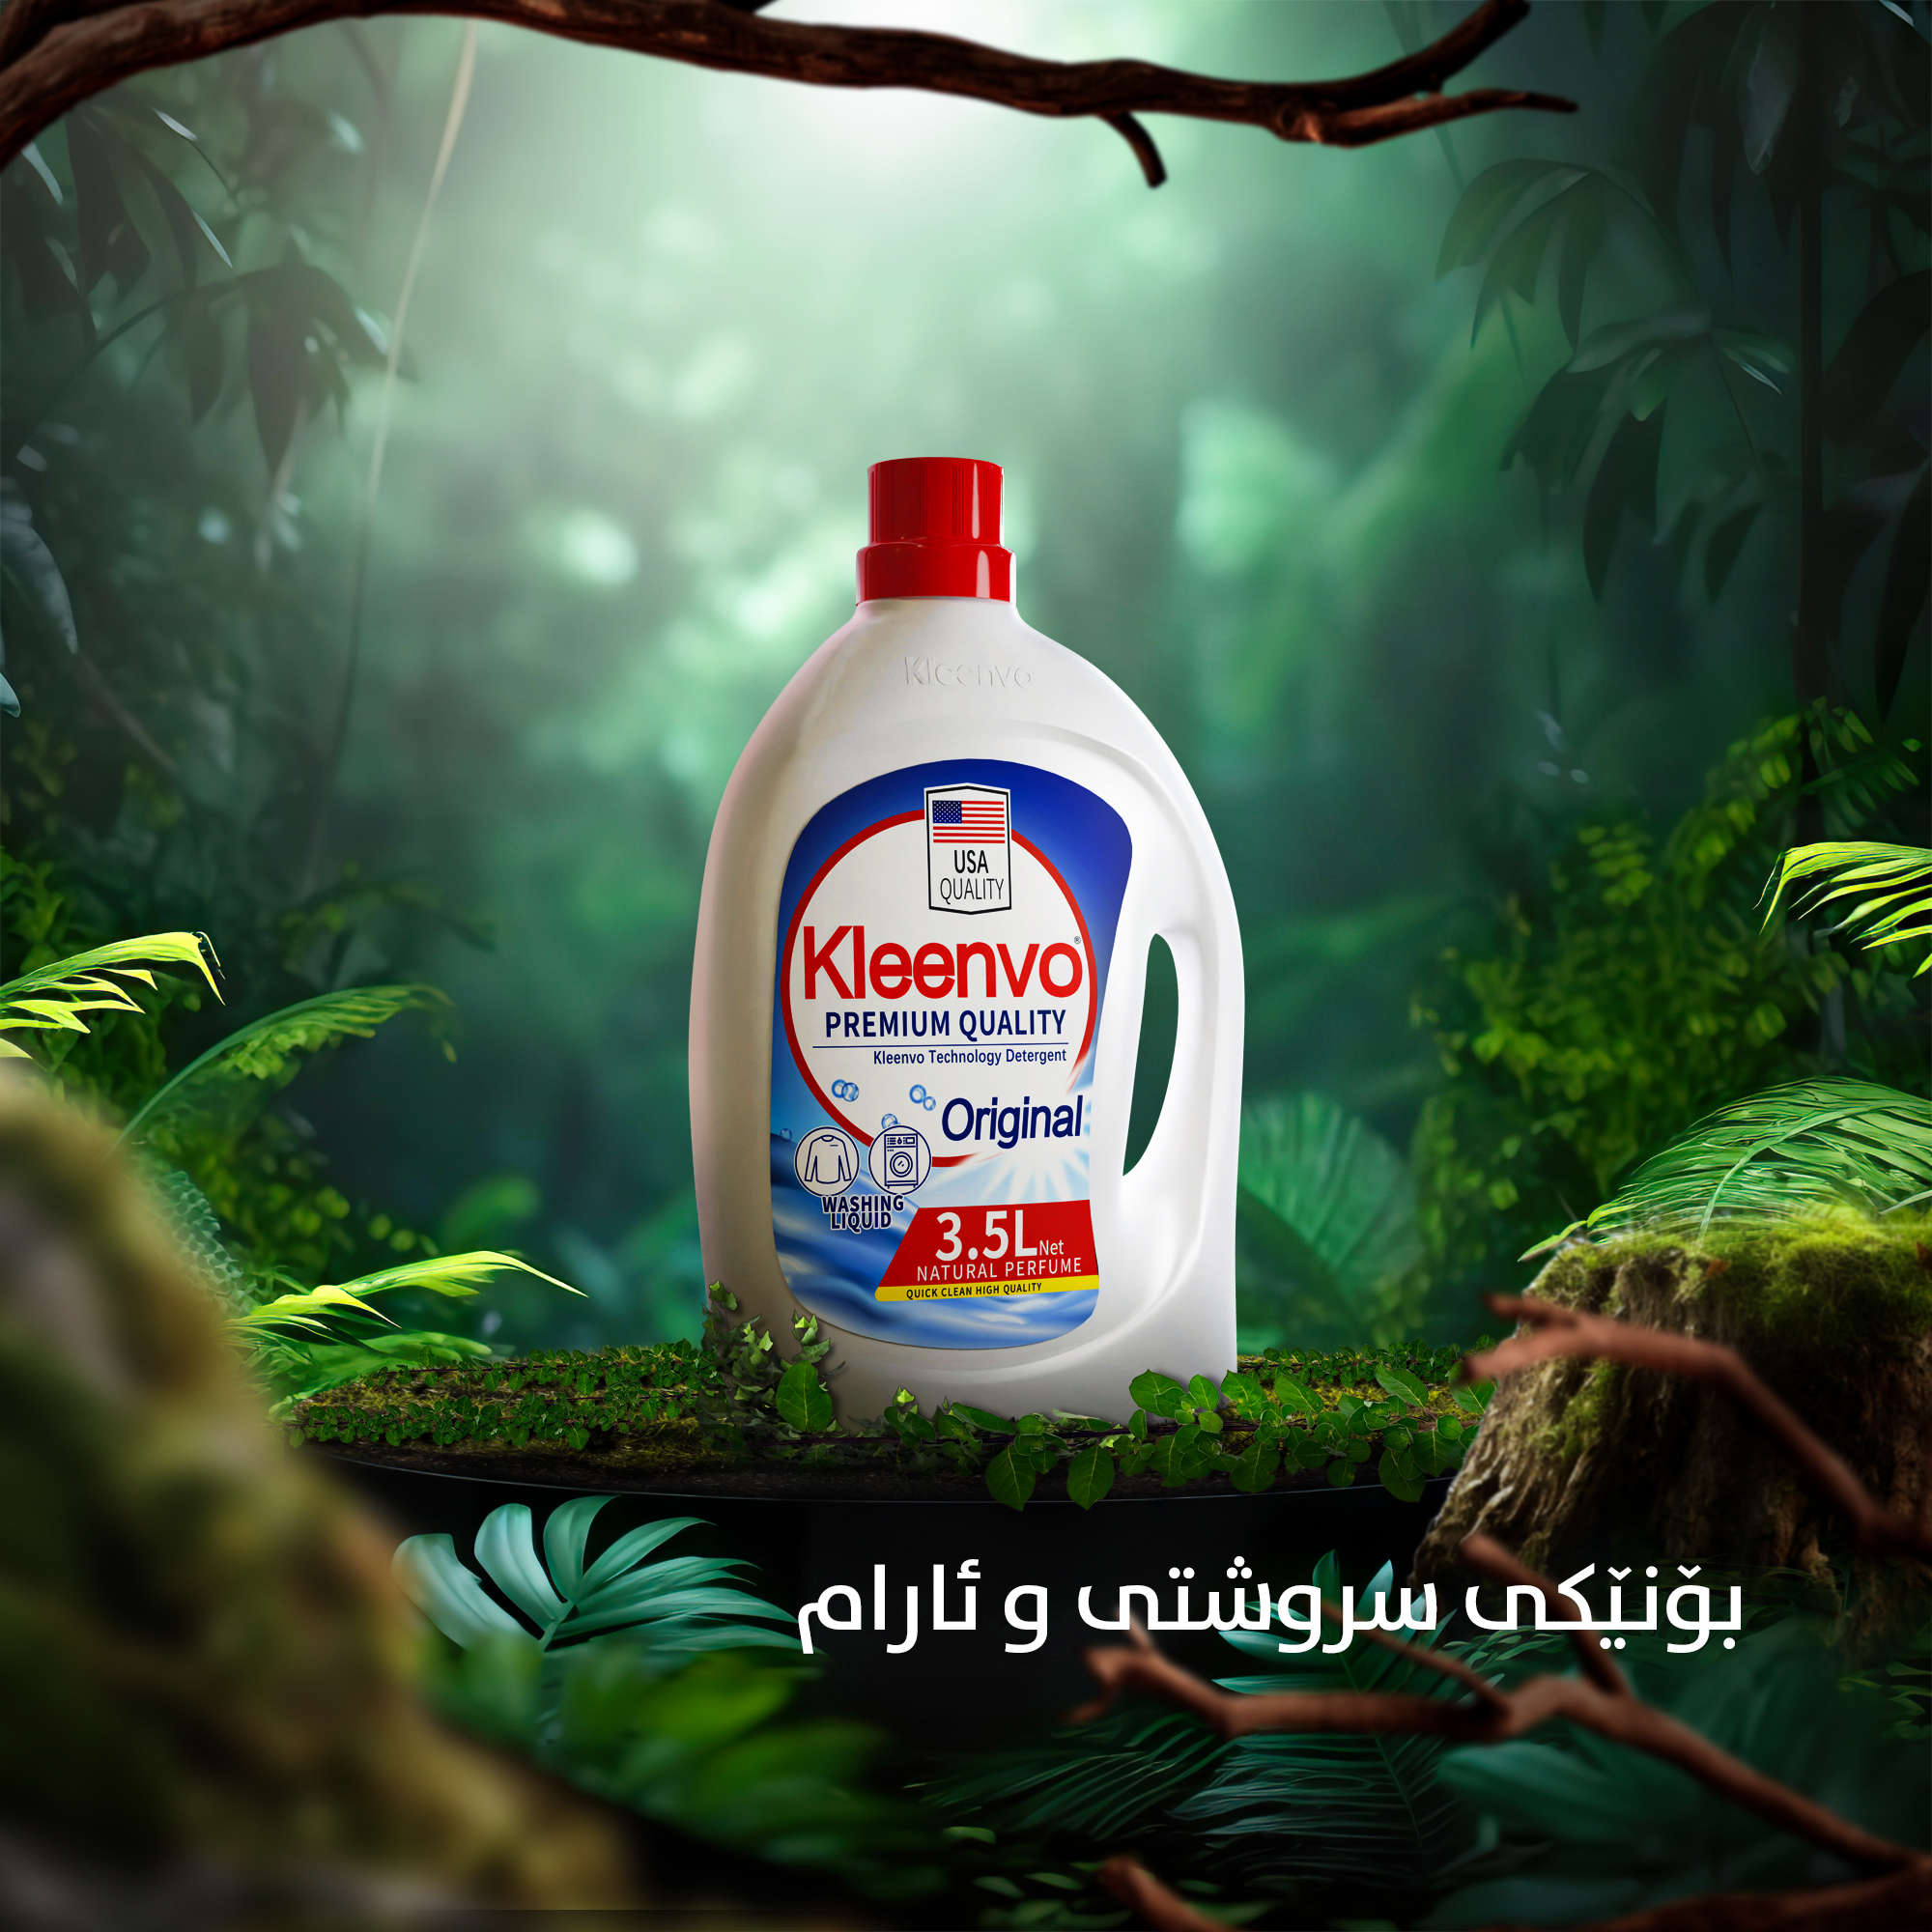 Kleenvo
USA
QUALITY
Kleenvo®
PREMIUM QUALITY
Kleenvo Technology Detergent
Original
WASHING
LIQUID
3.5L Net
NATURAL PERFUME
QUICK CLEAN HIGH QUALITY
بۆنێکی سروشتی و ئارام